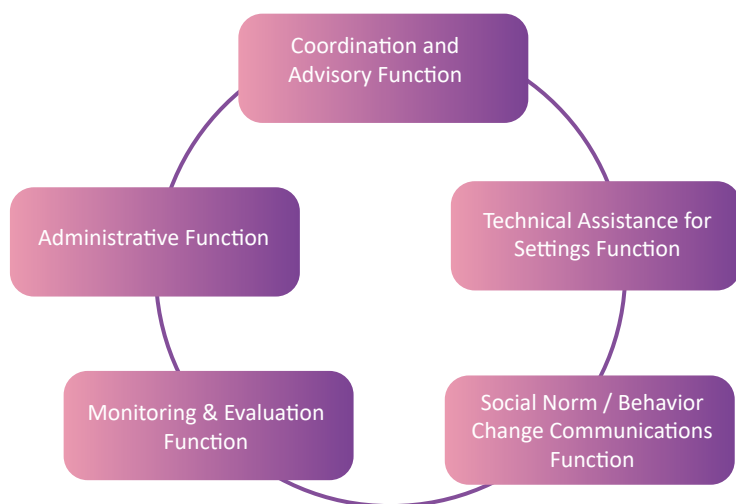 Coordination and
Advisory Function
Administrative Function
Technical Assistance for
Settings Function
Monitoring & Evaluation
Function
Social Norm / Behavior
Change Communications
Function